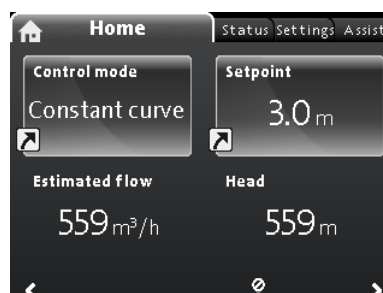 Home Status Settings Assist
Control mode Setpoint
Constant curve 3.0 m
Estimated flow Head
559 m³/h 559 m